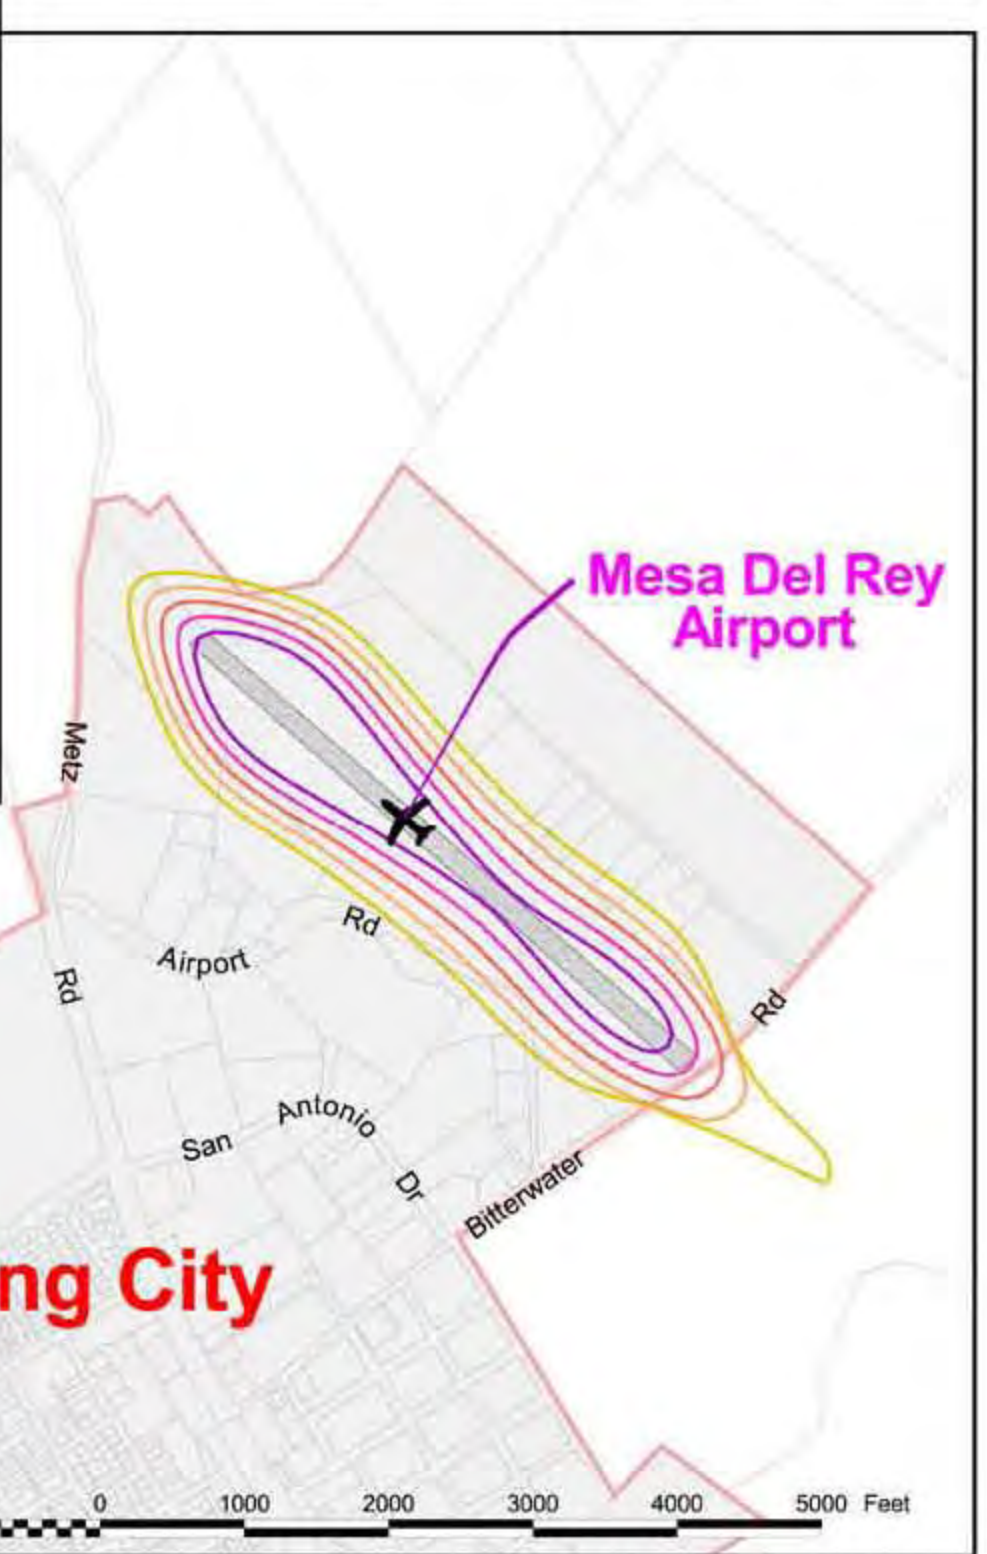 Mesa Del Rey
Airport
Metz
Rd
Airport
Rd
Rd
San
Antonio
Dr
Bitterwater
Rd
ng City
0 1000 2000 3000 4000 5000 Feet